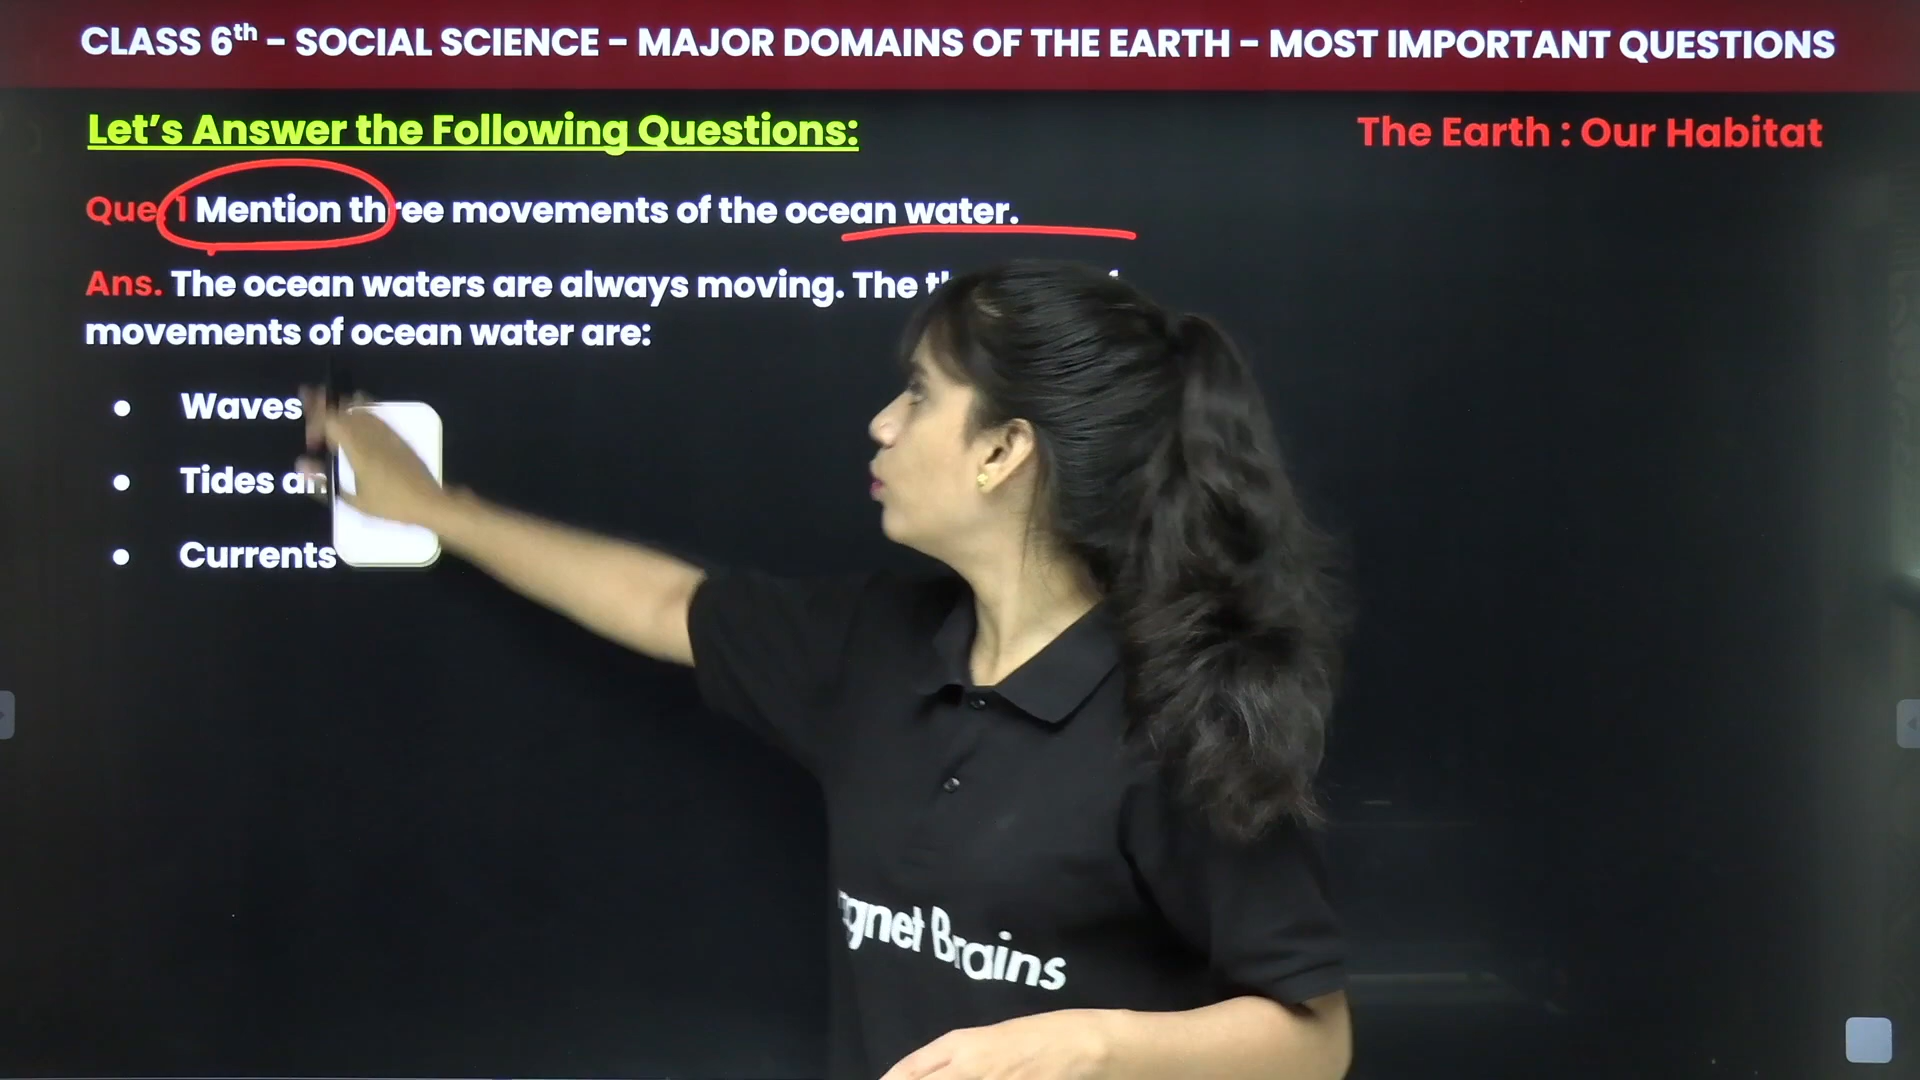 CLASS 6th - SOCIAL SCIENCE - MAJOR DOMAINS OF THE EARTH - MOST IMPORTANT QUESTIONS
Let's Answer the Following Questions:
The Earth : Our Habitat
Que. 1 Mention three movements of the ocean water.
Ans. The ocean waters are always moving. The
movements of ocean water are:
• Waves
• Tides
• Currents
gnet Brains